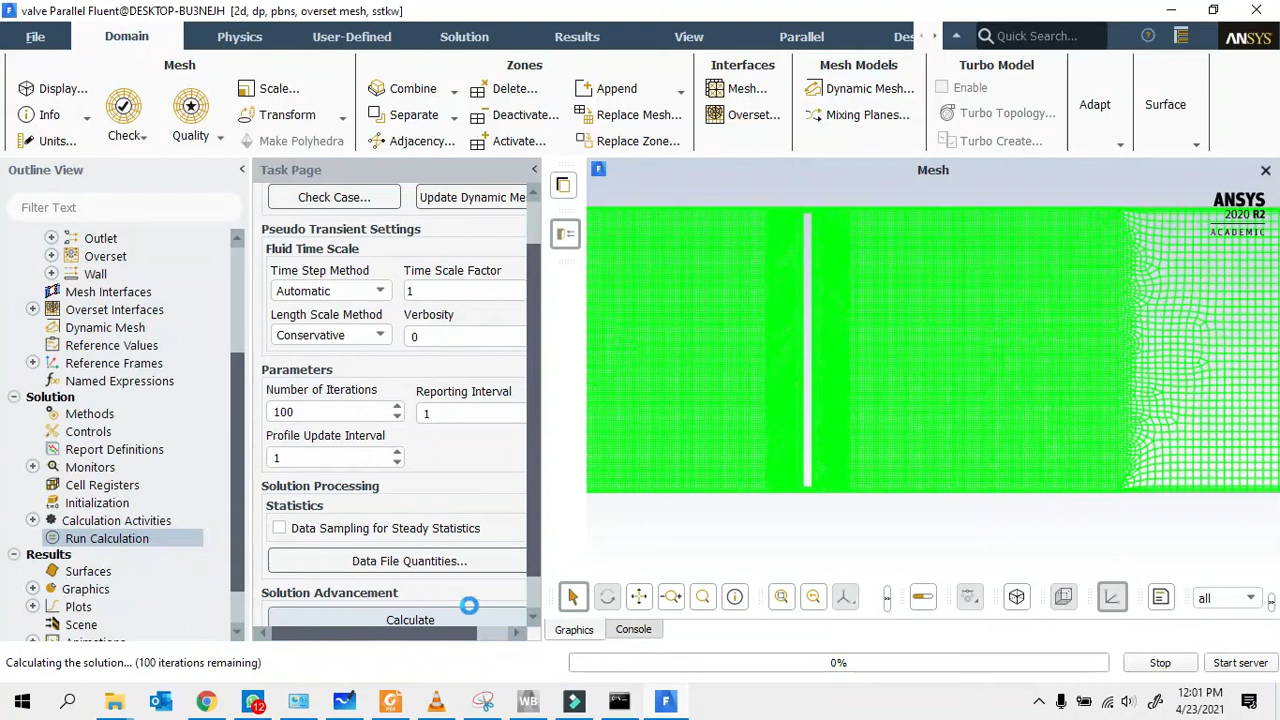 valve Parallel Fluent@DESKTOP-BU3NEJH [2d, dp, pbns, overset mesh, sstkw]
File Domain Physics User-Defined Solution Results View Parallel Des Quick Search... ANSYS
Mesh Zones Interfaces Mesh Models Turbo Model
Display... Scale... Combine Delete... Append Mesh... Dynamic Mesh... Enable
Info Check Quality Transform Separate Deactivate... Replace Mesh... Overset... Mixing Planes... Turbo Topology... Adapt Surface
Units... Make Polyhedra Adjacency... Activate... Replace Zone... Turbo Create...
Outline View
Filter Text
Outlet
Overset
Wall
Mesh Interfaces
Overset Interfaces
Dynamic Mesh
Reference Values
Reference Frames
Named Expressions
Solution
Methods
Controls
Report Definitions
Monitors
Cell Registers
Initialization
Calculation Activities
Run Calculation
Results
Surfaces
Graphics
Plots
Scene
Task Page
Check Case... Update Dynamic Me
Pseudo Transient Settings
Fluid Time Scale
Time Step Method Time Scale Factor
Automatic 1
Length Scale Method Verbosity
Conservative 0
Parameters
Number of Iterations Reporting Interval
100 1
Profile Update Interval
1
Solution Processing
Statistics
Data Sampling for Steady Statistics
Data File Quantities...
Solution Advancement
Calculate
Mesh
ANSYS
2020 R2
ACADEMIC
all
Graphics Console
Calculating the solution... (100 iterations remaining) 0% Stop Start server
12
WB
F
12:01 PM
4/23/2021